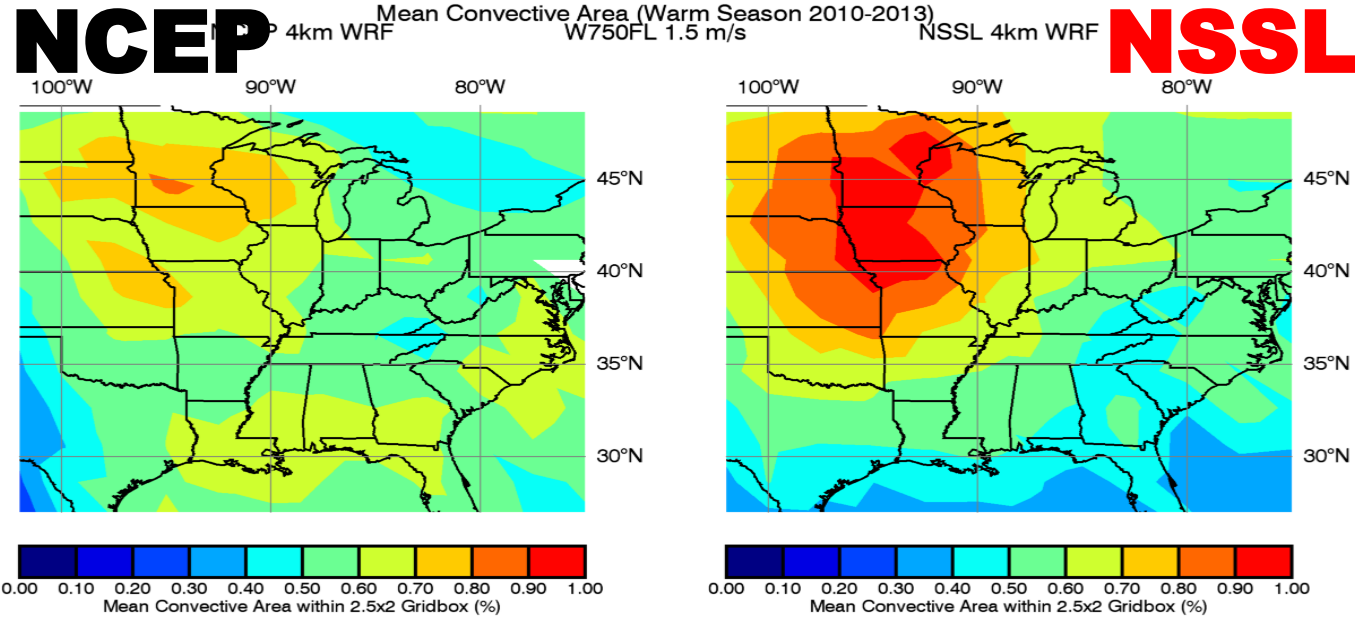 Mean Convective Area (Warm Season 2010-2013)
NCEP NCEP 4km WRF W750FL 1.5 m/s NSSL 4km WRF NSSL
100°W 90°W 80°W 100°W 90°W 80°W
45°N 45°N
40°N 40°N
35°N 35°N
30°N 30°N
0.00 0.10 0.20 0.30 0.40 0.50 0.60 0.70 0.80 0.90 1.00 0.00 0.10 0.20 0.30 0.40 0.50 0.60 0.70 0.80 0.90 1.00
Mean Convective Area within 2.5x2 Gridbox (%) Mean Convective Area within 2.5x2 Gridbox (%)